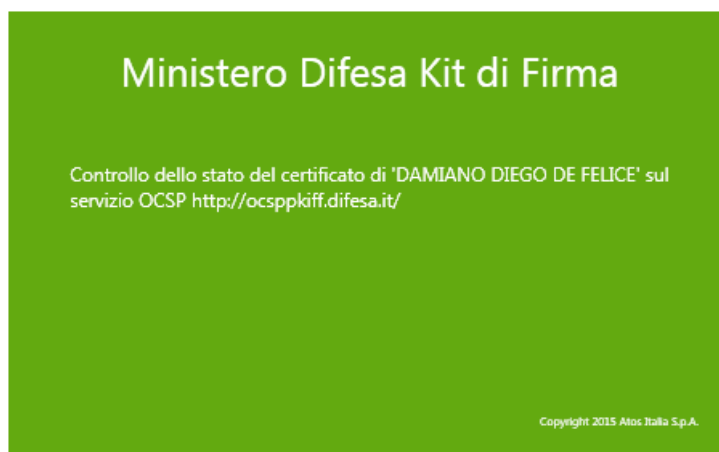 Ministero Difesa Kit di Firma
Controllo dello stato del certificato di 'DAMIANO DIEGO DE FELICE' sul
servizio OCSP http://ocsppkiff.difesa.it/
Copyright 2015 Atos Italia S.p.A.